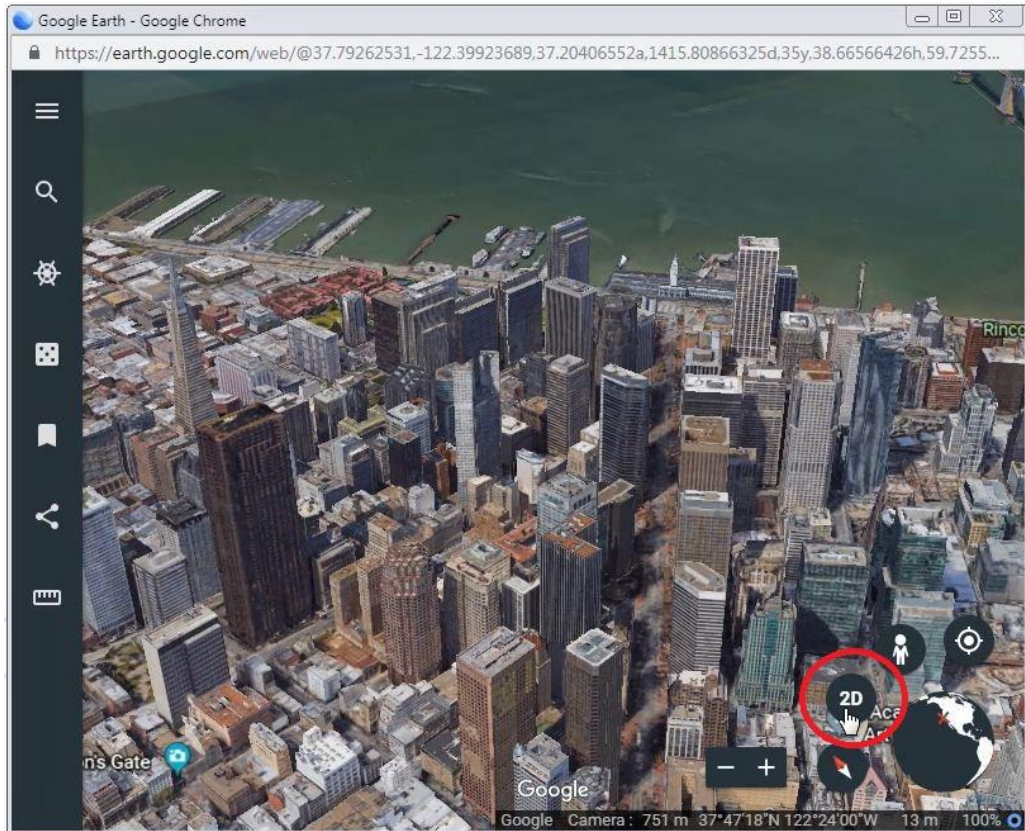 Google Earth - Google Chrome
https://earth.google.com/web/@37.79262531,-122.39923689,37.20406552a,1415.80866325d,35y,38.66566426h,59.7255...
Rinco
2D
Aca
Art
n's Gate
Google
Google Camera: 751 m 37°47'18"N 122°24'00"W 13 m 100%